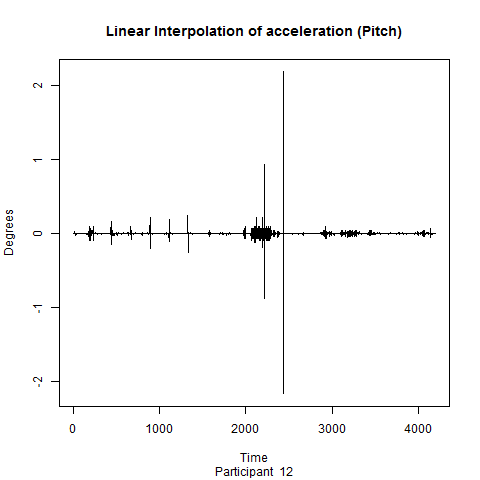 Linear Interpolation of acceleration (Pitch)
2
1
0
-1
-2
Degrees
0 1000 2000 3000 4000
Time
Participant 12